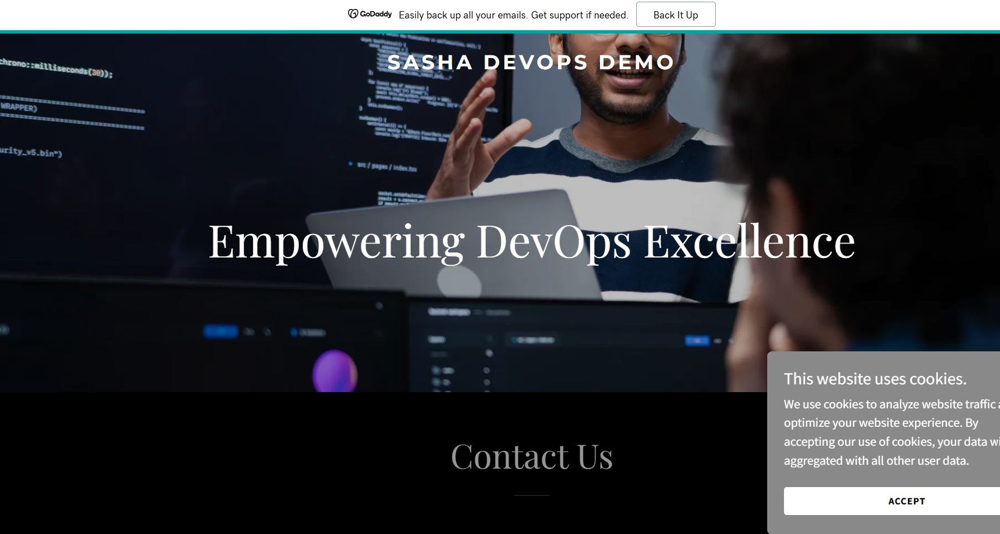 GoDaddy Easily back up all your emails. Get support if needed. Back It Up
SASHA DEVOPS DEMO
chrono::milliseconds(30));
WRAPPER)
urity_v5.bin")
src / pages / index.tsx
Empowering DevOps Excellence
Contact Us
This website uses cookies.
We use cookies to analyze website traffic
optimize your website experience. By
accepting our use of cookies, your data
aggregated with all other user data.
ACCEPT